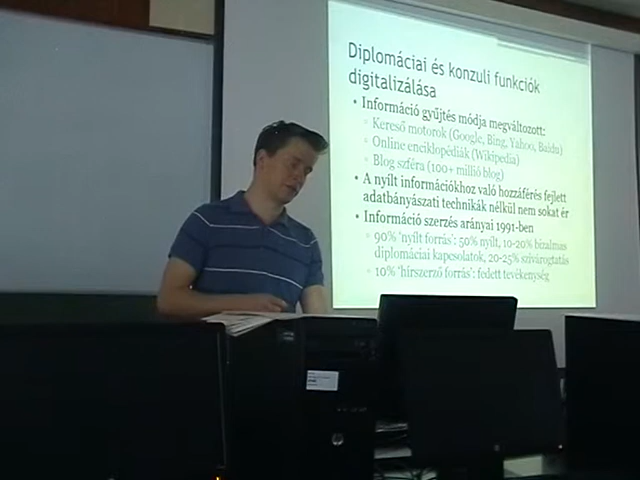 Diplomáciai és konzuli funkciók
digitalizálása
• Információ gyűjtés módja megváltozott:
▫ Kereső motorok (Google, Bing, Yahoo, Baidu)
▫ Online enciklopédiák (Wikipedia)
▫ Blog szféra (100+ millió blog)
• A nyílt információkhoz való hozzáférés fejlett
adatbányászati technikák nélkül nem sokat ér
• Információ szerzés arányai 1991-ben
▫ 90% 'nyílt forrás': 50% nyílt, 10-20% bizalmas
diplomáciai kapcsolatok, 20-25% szivárogtatás
▫ 10% 'hírszerző forrás': fedett tevékenység